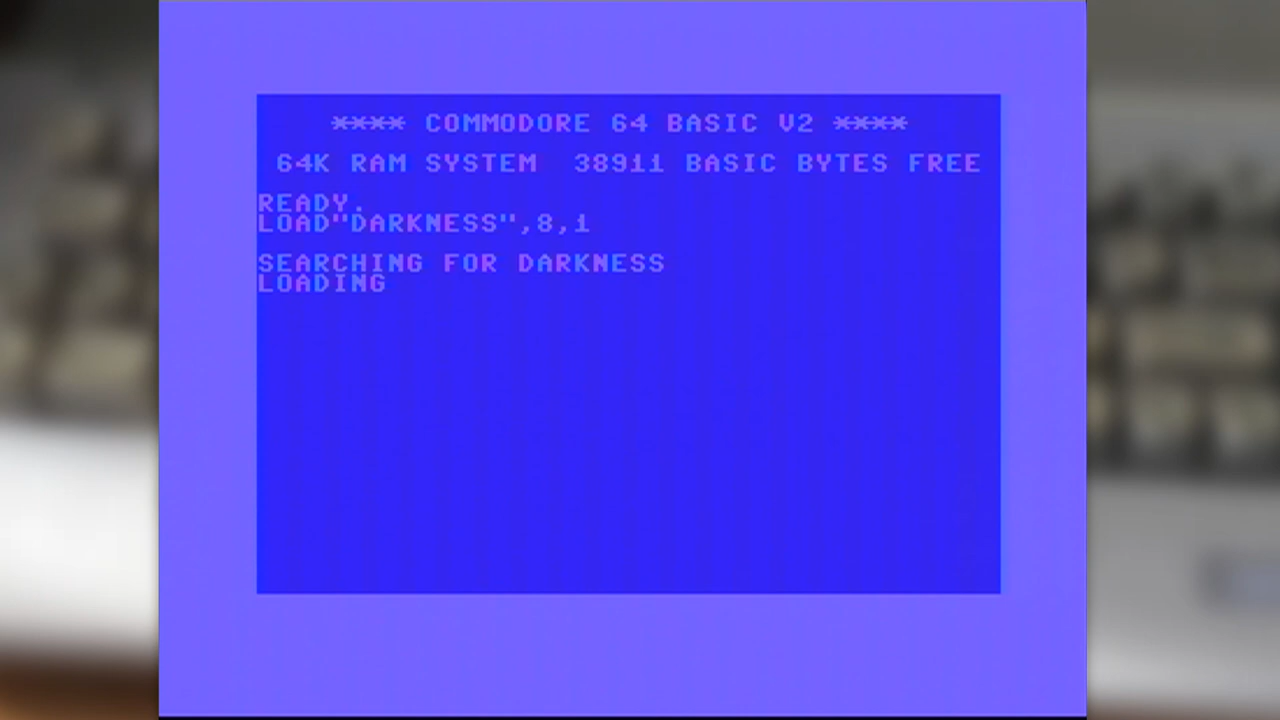 **** COMMODORE 64 BASIC V2 ****
64K RAM SYSTEM  38911 BASIC BYTES FREE
READY.
LOAD"DARKNESS",8,1
SEARCHING FOR DARKNESS
LOADING